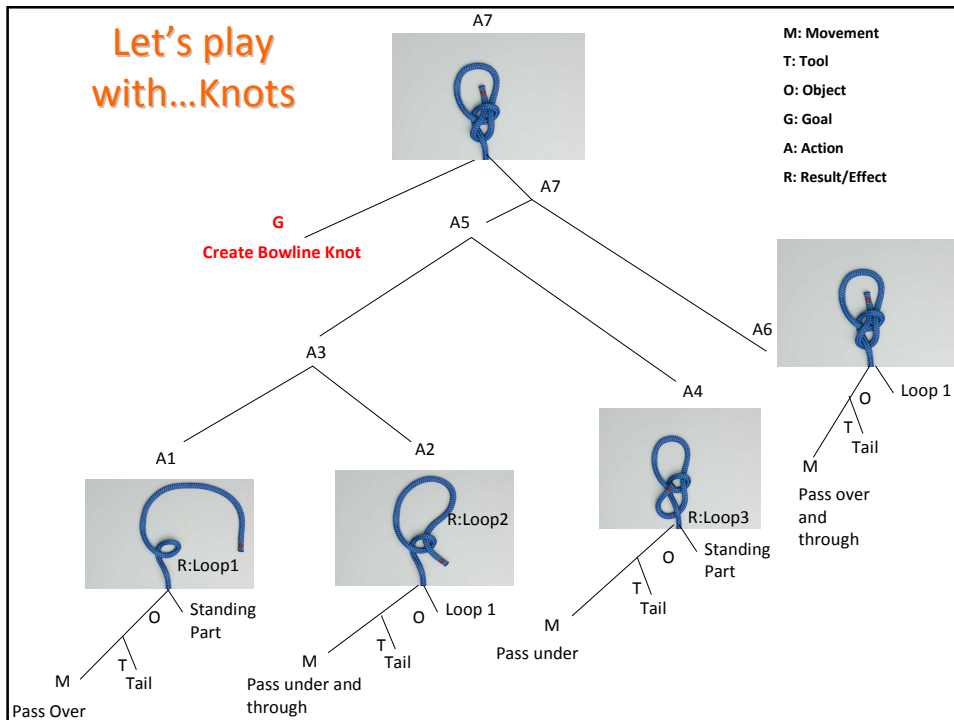 Let's play
with...Knots
A7
M: Movement
T: Tool
O: Object
G: Goal
A: Action
R: Result/Effect
G
Create Bowline Knot
A7
A5
A3
A6
Loop 1
O
T
Tail
M
Pass over
and
through
A4
R:Loop3
O
Standing
Part
T
Tail
M
Pass under
A1
R:Loop1
O
Standing
Part
T
Tail
M
Pass Over
A2
R:Loop2
O
Loop 1
T
Tail
M
Pass under and
through